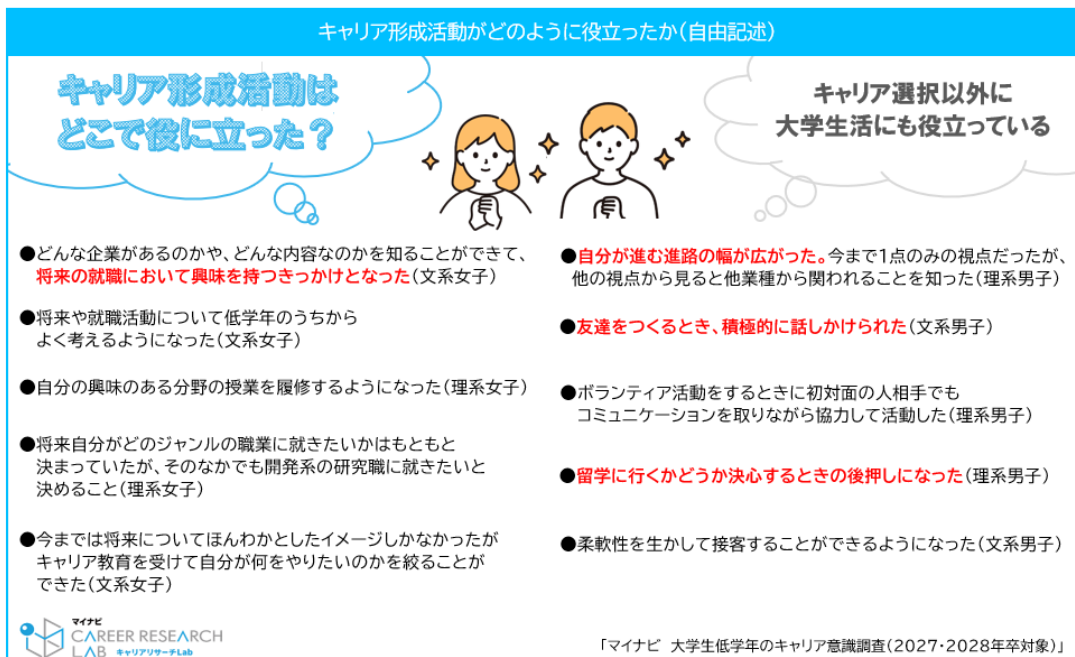 キャリア形成活動がどのように役立ったか(自由記述)
キャリア形成活動は
どこで役に立った？
キャリア選択以外に
大学生活にも役立っている
●どんな企業があるのかや、どんな内容なのかを知ることができて、
将来の就職において興味を持つきっかけとなった(文系女子)
●将来や就職活動について低学年のうちから
よく考えるようになった(文系女子)
●自分の興味のある分野の授業を履修するようになった(理系女子)
●将来自分がどのジャンルの職業に就きたいかはもともと
決まっていたが、そのなかでも開発系の研究職に就きたいと
決めること(理系女子)
●今までは将来についてほんわかとしたイメージしかなかったが
キャリア教育を受けて自分が何をやりたいのかを絞ることが
できた(文系女子)
●自分が進む進路の幅が広がった。今まで1点のみの視点だったが、
他の視点から見ると他業種から関われることを知った(理系男子)
●友達をつくるとき、積極的に話しかけられた(文系男子)
●ボランティア活動をするときに初対面の人相手でも
コミュニケーションを取りながら協力して活動した(理系男子)
●留学に行くかどうか決心するときの後押しになった(理系男子)
●柔軟性を生かして接客することができるようになった(文系男子)
マイナビ
CAREER RESEARCH
LAB キャリアリサーチLab
「マイナビ 大学生低学年のキャリア意識調査(2027・2028年卒対象)」